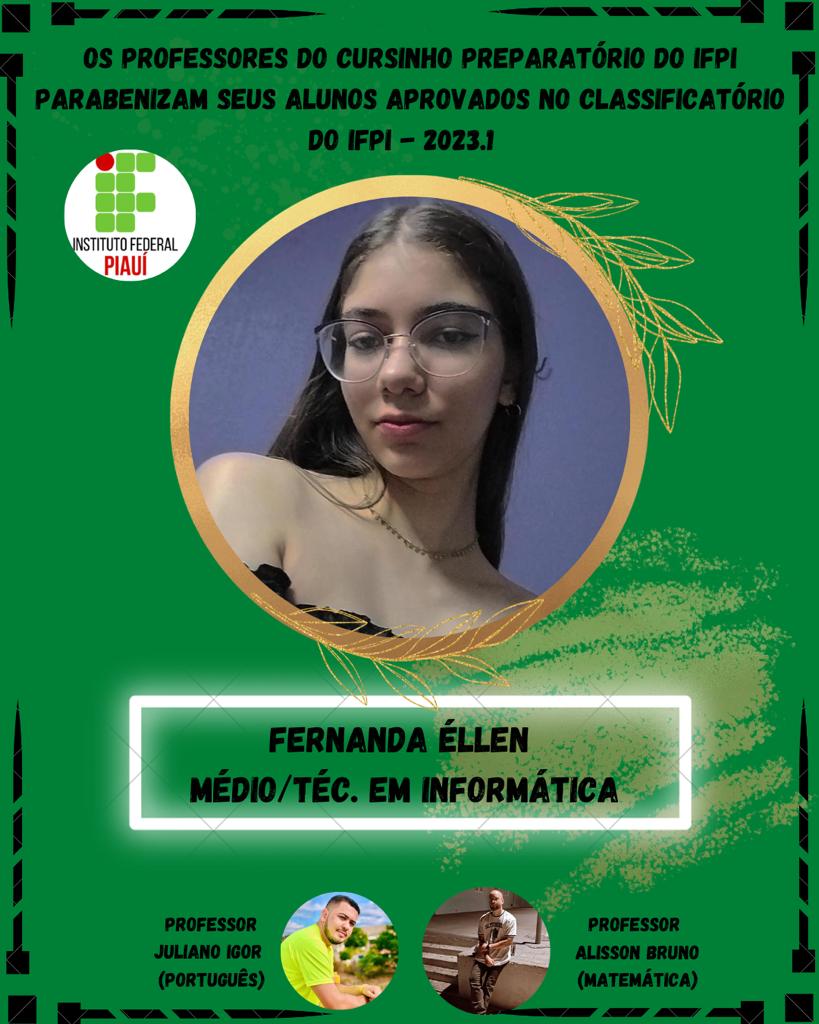 OS PROFESSORES DO CURSINHO PREPARATÓRIO DO IFPI
PARABENIZAM SEUS ALUNOS APROVADOS NO CLASSIFICATÓRIO
DO IFPI - 2023.1
INSTITUTO FEDERAL
PIAUÍ
FERNANDA ÉLLEN
MÉDIO/TÉC. EM INFORMÁTICA
PROFESSOR
JULIANO IGOR
(PORTUGUÊS)
PROFESSOR
ALISSON BRUNO
(MATEMÁTICA)